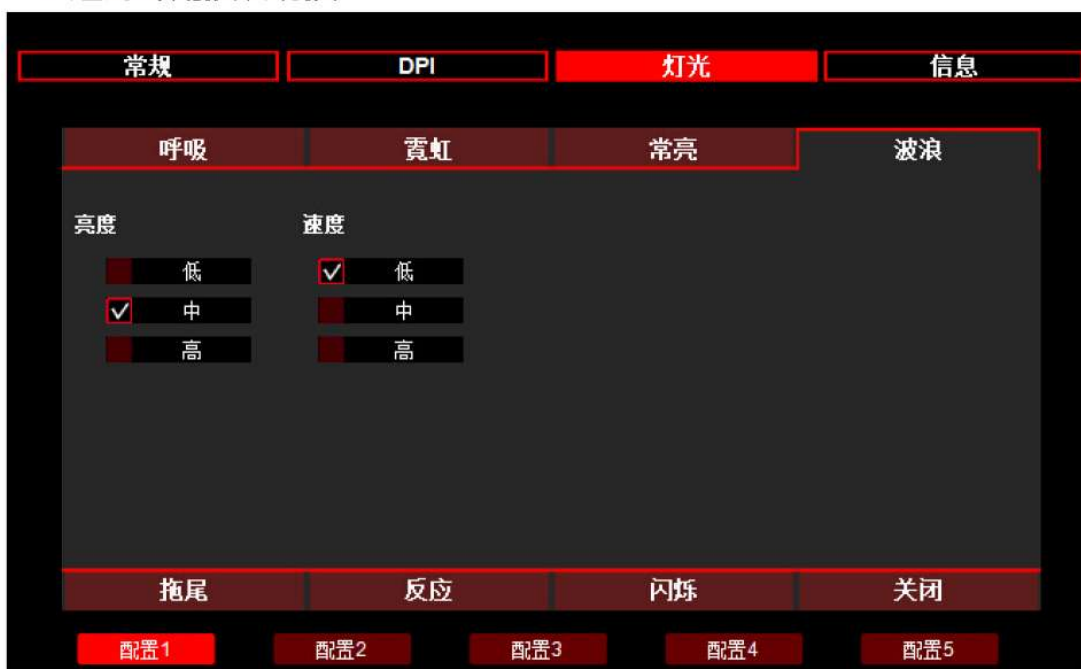 常规 DPI 灯光 信息
呼吸 霓虹 常亮 波浪
亮度 速度
低 低
中 中
高 高
拖尾 反应 闪烁 关闭
配置1 配置2 配置3 配置4 配置5